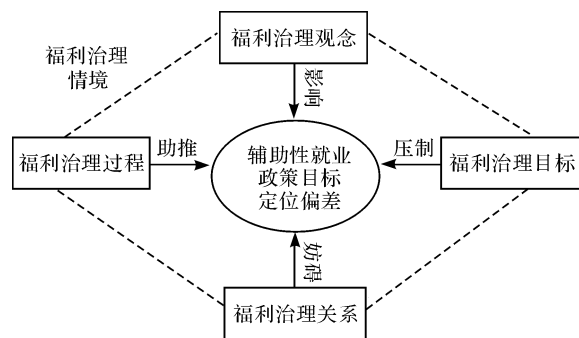 福利治理观念
福利治理
情境
影响
福利治理过程
助推
辅助性就业
政策目标
定位偏差
压制
福利治理目标
妨碍
福利治理关系